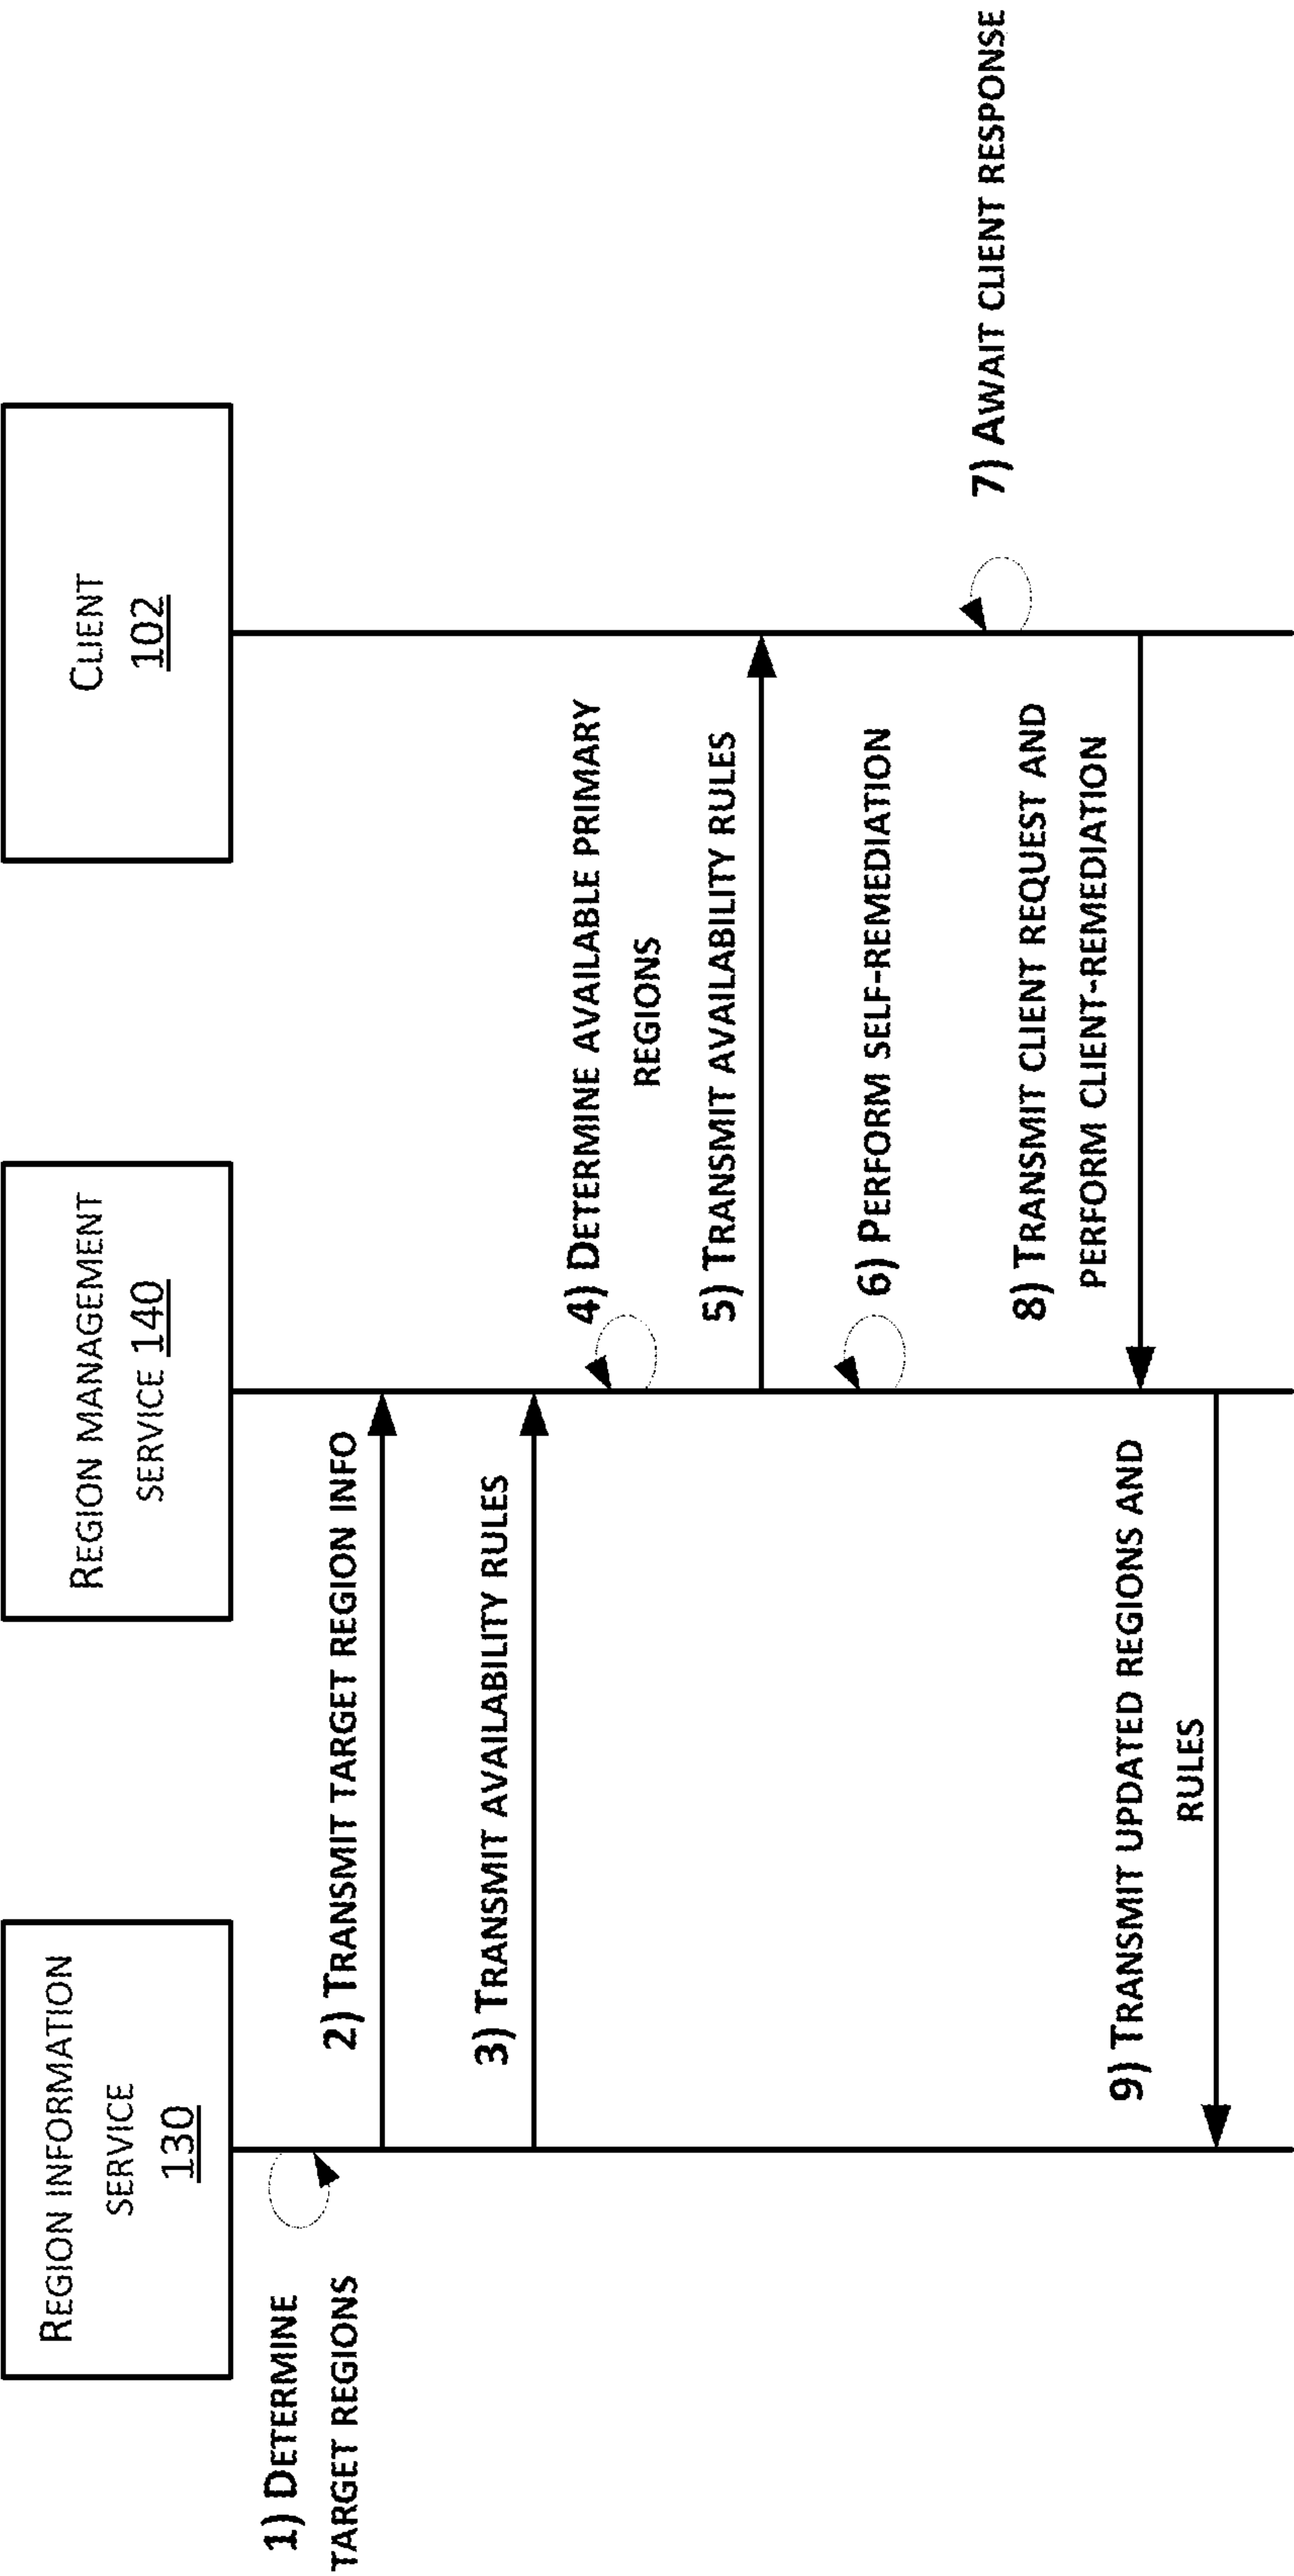 REGION INFORMATION
SERVICE
130
REGION MANAGEMENT
SERVICE 140
CLIENT
102
1) DETERMINE
TARGET REGIONS
2) TRANSMIT TARGET REGION INFO
3) TRANSMIT AVAILABILITY RULES
4) DETERMINE AVAILABLE PRIMARY
REGIONS
5) TRANSMIT AVAILABILITY RULES
6) PERFORM SELF-REMEDIATION
7) AWAIT CLIENT RESPONSE
8) TRANSMIT CLIENT REQUEST AND
PERFORM CLIENT-REMEDIATION
9) TRANSMIT UPDATED REGIONS AND
RULES